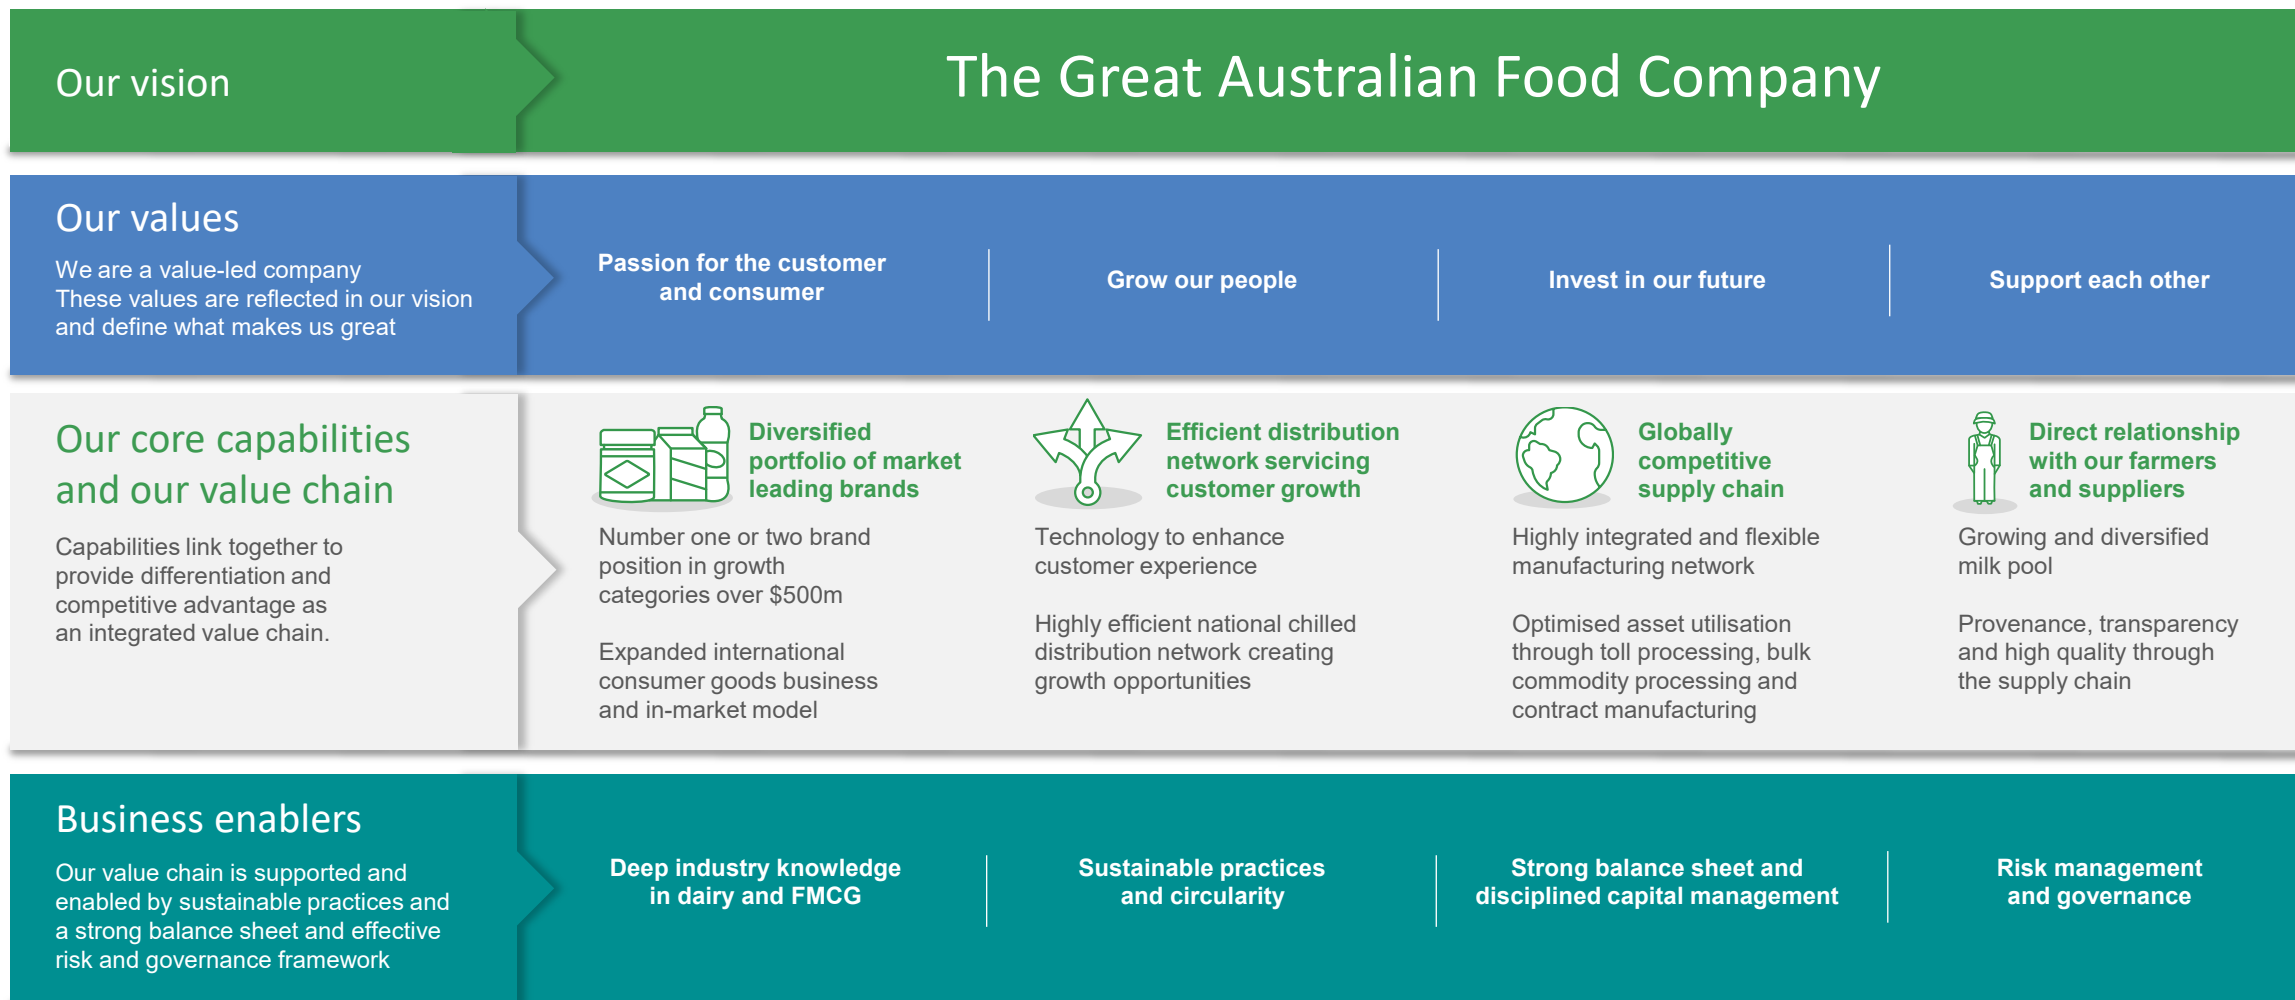 Our vision
The Great Australian Food Company
Our values
We are a value-led company
These values are reflected in our vision
and define what makes us great
Passion for the customer
and consumer
Grow our people
Invest in our future
Support each other
Our core capabilities
and our value chain
Capabilities link together to
provide differentiation and
competitive advantage as
an integrated value chain.
Diversified
portfolio of market
leading brands
Number one or two brand
position in growth
categories over $500m
Expanded international
consumer goods business
and in-market model
Efficient distribution
network servicing
customer growth
Technology to enhance
customer experience
Highly efficient national chilled
distribution network creating
growth opportunities
Globally
competitive
supply chain
Highly integrated and flexible
manufacturing network
Optimised asset utilisation
through toll processing, bulk
commodity processing and
contract manufacturing
Direct relationship
with our farmers
and suppliers
Growing and diversified
milk pool
Provenance, transparency
and high quality through
the supply chain
Business enablers
Our value chain is supported and
enabled by sustainable practices and
a strong balance sheet and effective
risk and governance framework
Deep industry knowledge
in dairy and FMCG
Sustainable practices
and circularity
Strong balance sheet and
disciplined capital management
Risk management
and governance